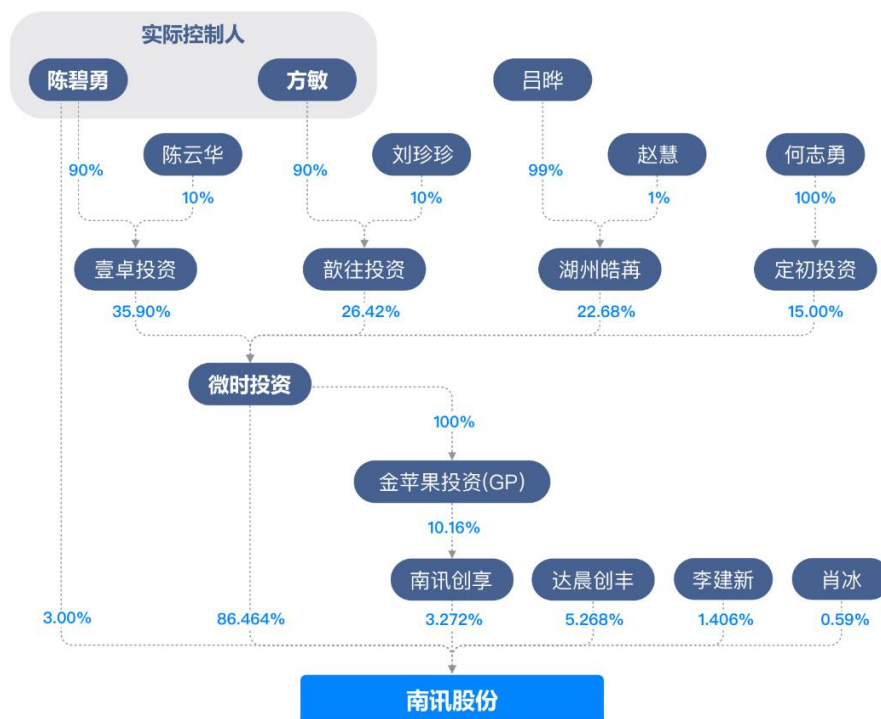 实际控制人
陈碧勇
方敏
吕晔
陈云华
刘珍珍
赵慧
何志勇
90%
10%
90%
10%
99%
1%
100%
壹卓投资
歆往投资
湖州皓苒
定初投资
35.90%
26.42%
22.68%
15.00%
微时投资
100%
金苹果投资(GP)
10.16%
南讯创享
达晨创丰
李建新
肖冰
3.00%
86.464%
3.272%
5.268%
1.406%
0.59%
南讯股份